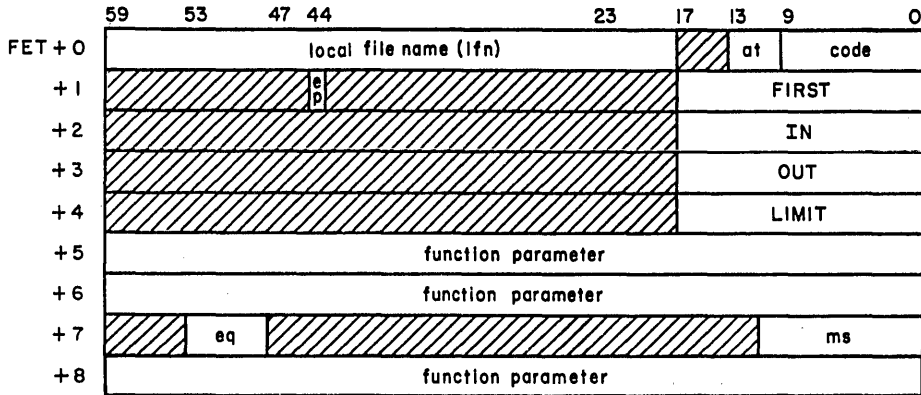 59 53 47 44 23 17 13 9 0
FET + 0 local file name (lfn) at code
+ 1 ep FIRST
+ 2 IN
+ 3 OUT
+ 4 LIMIT
+ 5 function parameter
+ 6 function parameter
+ 7 eq ms
+ 8 function parameter